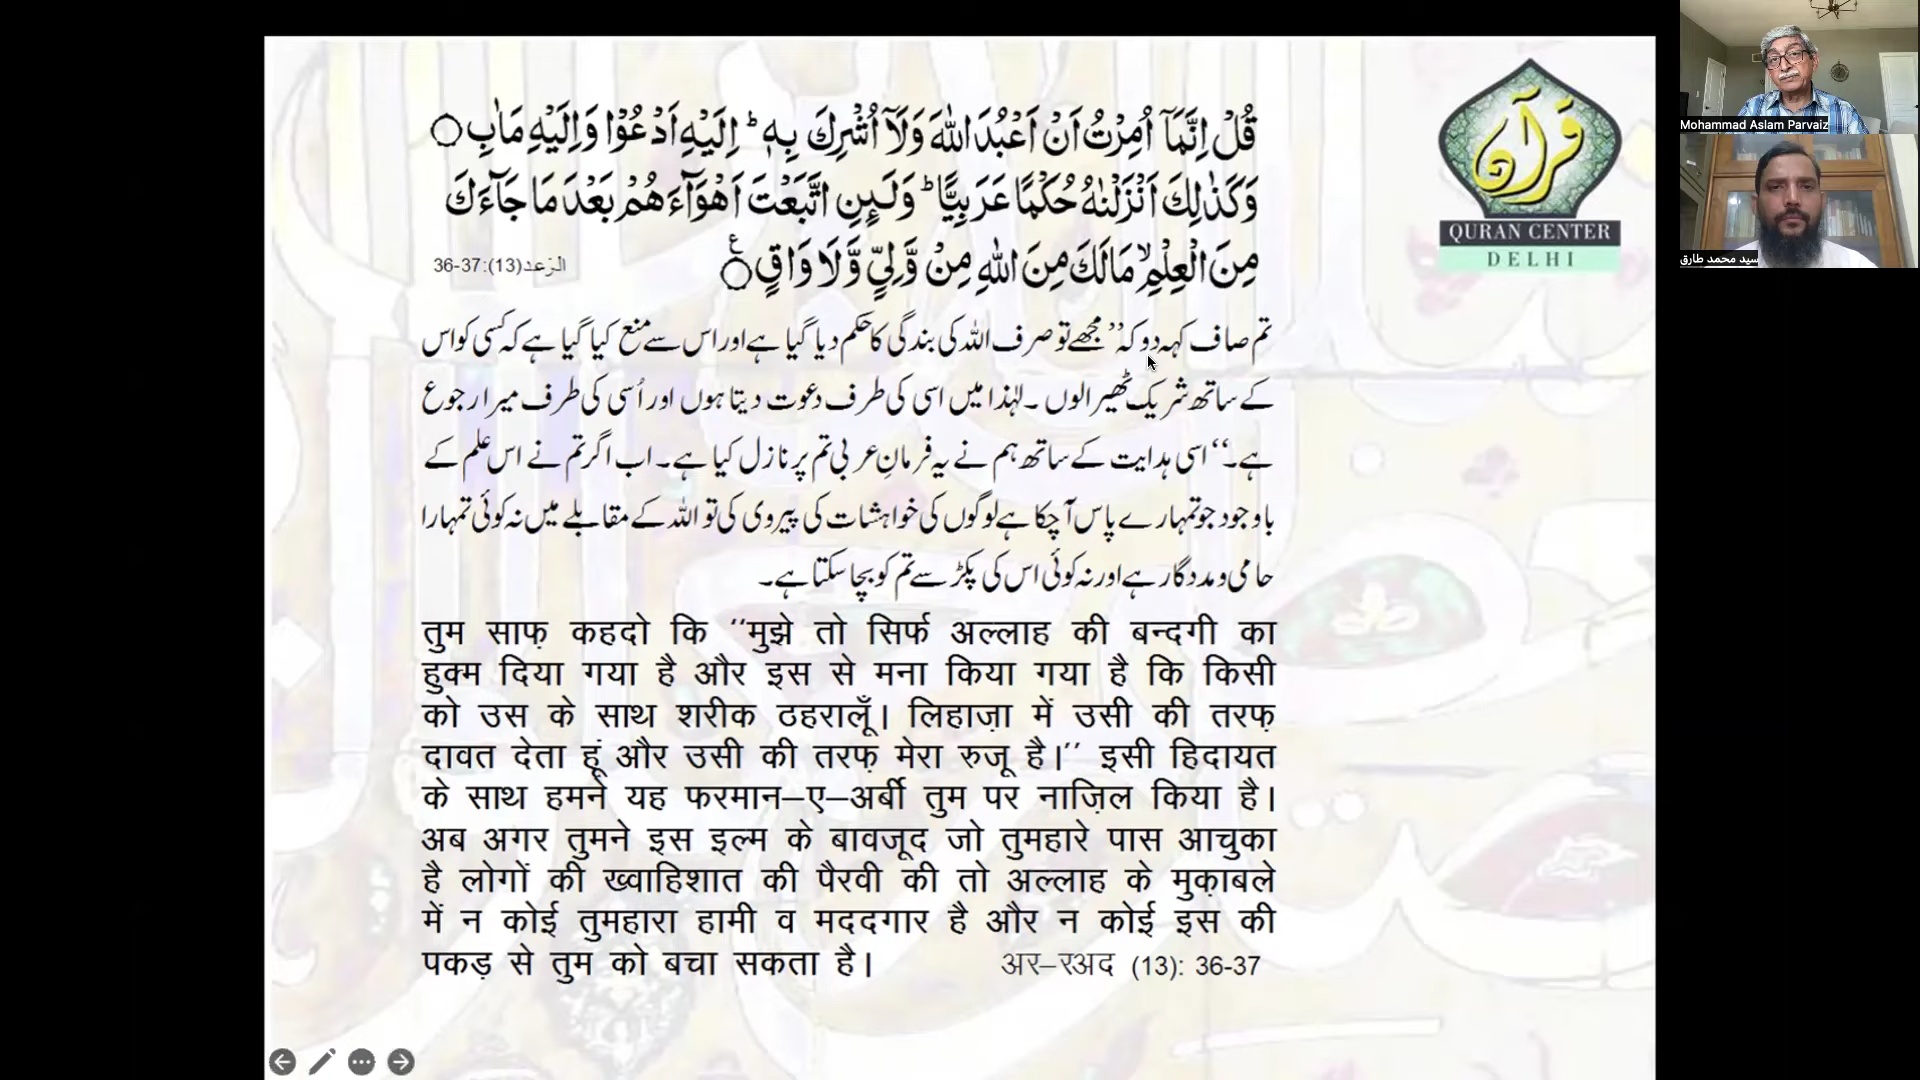 قُلْ اِنَّمَآ اُمِرْتُ اَنْ اَعْبُدَ اللّٰهَ وَلَآ اُشْرِكَ بِهٖ ؕ اِلَيْهِ اَدْعُوْا وَاِلَيْهِ مَاٰبِ ۝
وَكَذٰلِكَ اَنْزَلْنٰهُ حُكْمًا عَرَبِيًّا ؕ وَلَىِٕنِ اتَّبَعْتَ اَهْوَآءَهُمْ بَعْدَ مَا جَآءَكَ
مِنَ الْعِلْمِ ۙ مَا لَكَ مِنَ اللّٰهِ مِنْ وَّلِيٍّ وَّلَا وَاقٍ ۝ ع
الرّعد(13):36-37
تم صاف کہہ دو کہ ’’مجھے تو صرف اللہ کی بندگی کا حکم دیا گیا ہے اور اس سے منع کیا گیا ہے کہ کسی کو اس
کے ساتھ شریک ٹھیرالوں ۔ لہٰذا میں اسی کی طرف دعوت دیتا ہوں اور اُسی کی طرف میرا رجوع
ہے۔‘‘ اسی ہدایت کے ساتھ ہم نے یہ فرمانِ عربی تم پر نازل کیا ہے۔ اب اگر تم نے اس علم کے
باوجود جو تمہارے پاس آچکا ہے لوگوں کی خواہشات کی پیروی کی تو اللہ کے مقابلے میں نہ کوئی تمہارا
حامی و مددگار ہے اور نہ کوئی اس کی پکڑ سے تم کو بچا سکتا ہے۔
तुम साफ़ कहदो कि ‘‘मुझे तो सिर्फ अल्लाह की बन्दगी का
हुक्म दिया गया है और इस से मना किया गया है कि किसी
को उस के साथ शरीक ठहरालूँ। लिहाज़ा में उसी की तरफ़
दावत देता हूं और उसी की तरफ़ मेरा रुजू है।’’ इसी हिदायत
के साथ हमने यह फरमान–ए–अर्बी तुम पर नाज़िल किया है।
अब अगर तुमने इस इल्म के बावजूद जो तुमहारे पास आचुका
है लोगों की ख्वाहिशात की पैरवी की तो अल्लाह के मुक़ाबले
में न कोई तुमहारा हामी व मददगार है और न कोई इस की
पकड़ से तुम को बचा सकता है।
अर–रअद (13): 36-37
قرآن
QURAN CENTER
DELHI
Mohammad Aslam Parvaiz
سید محمد طارق